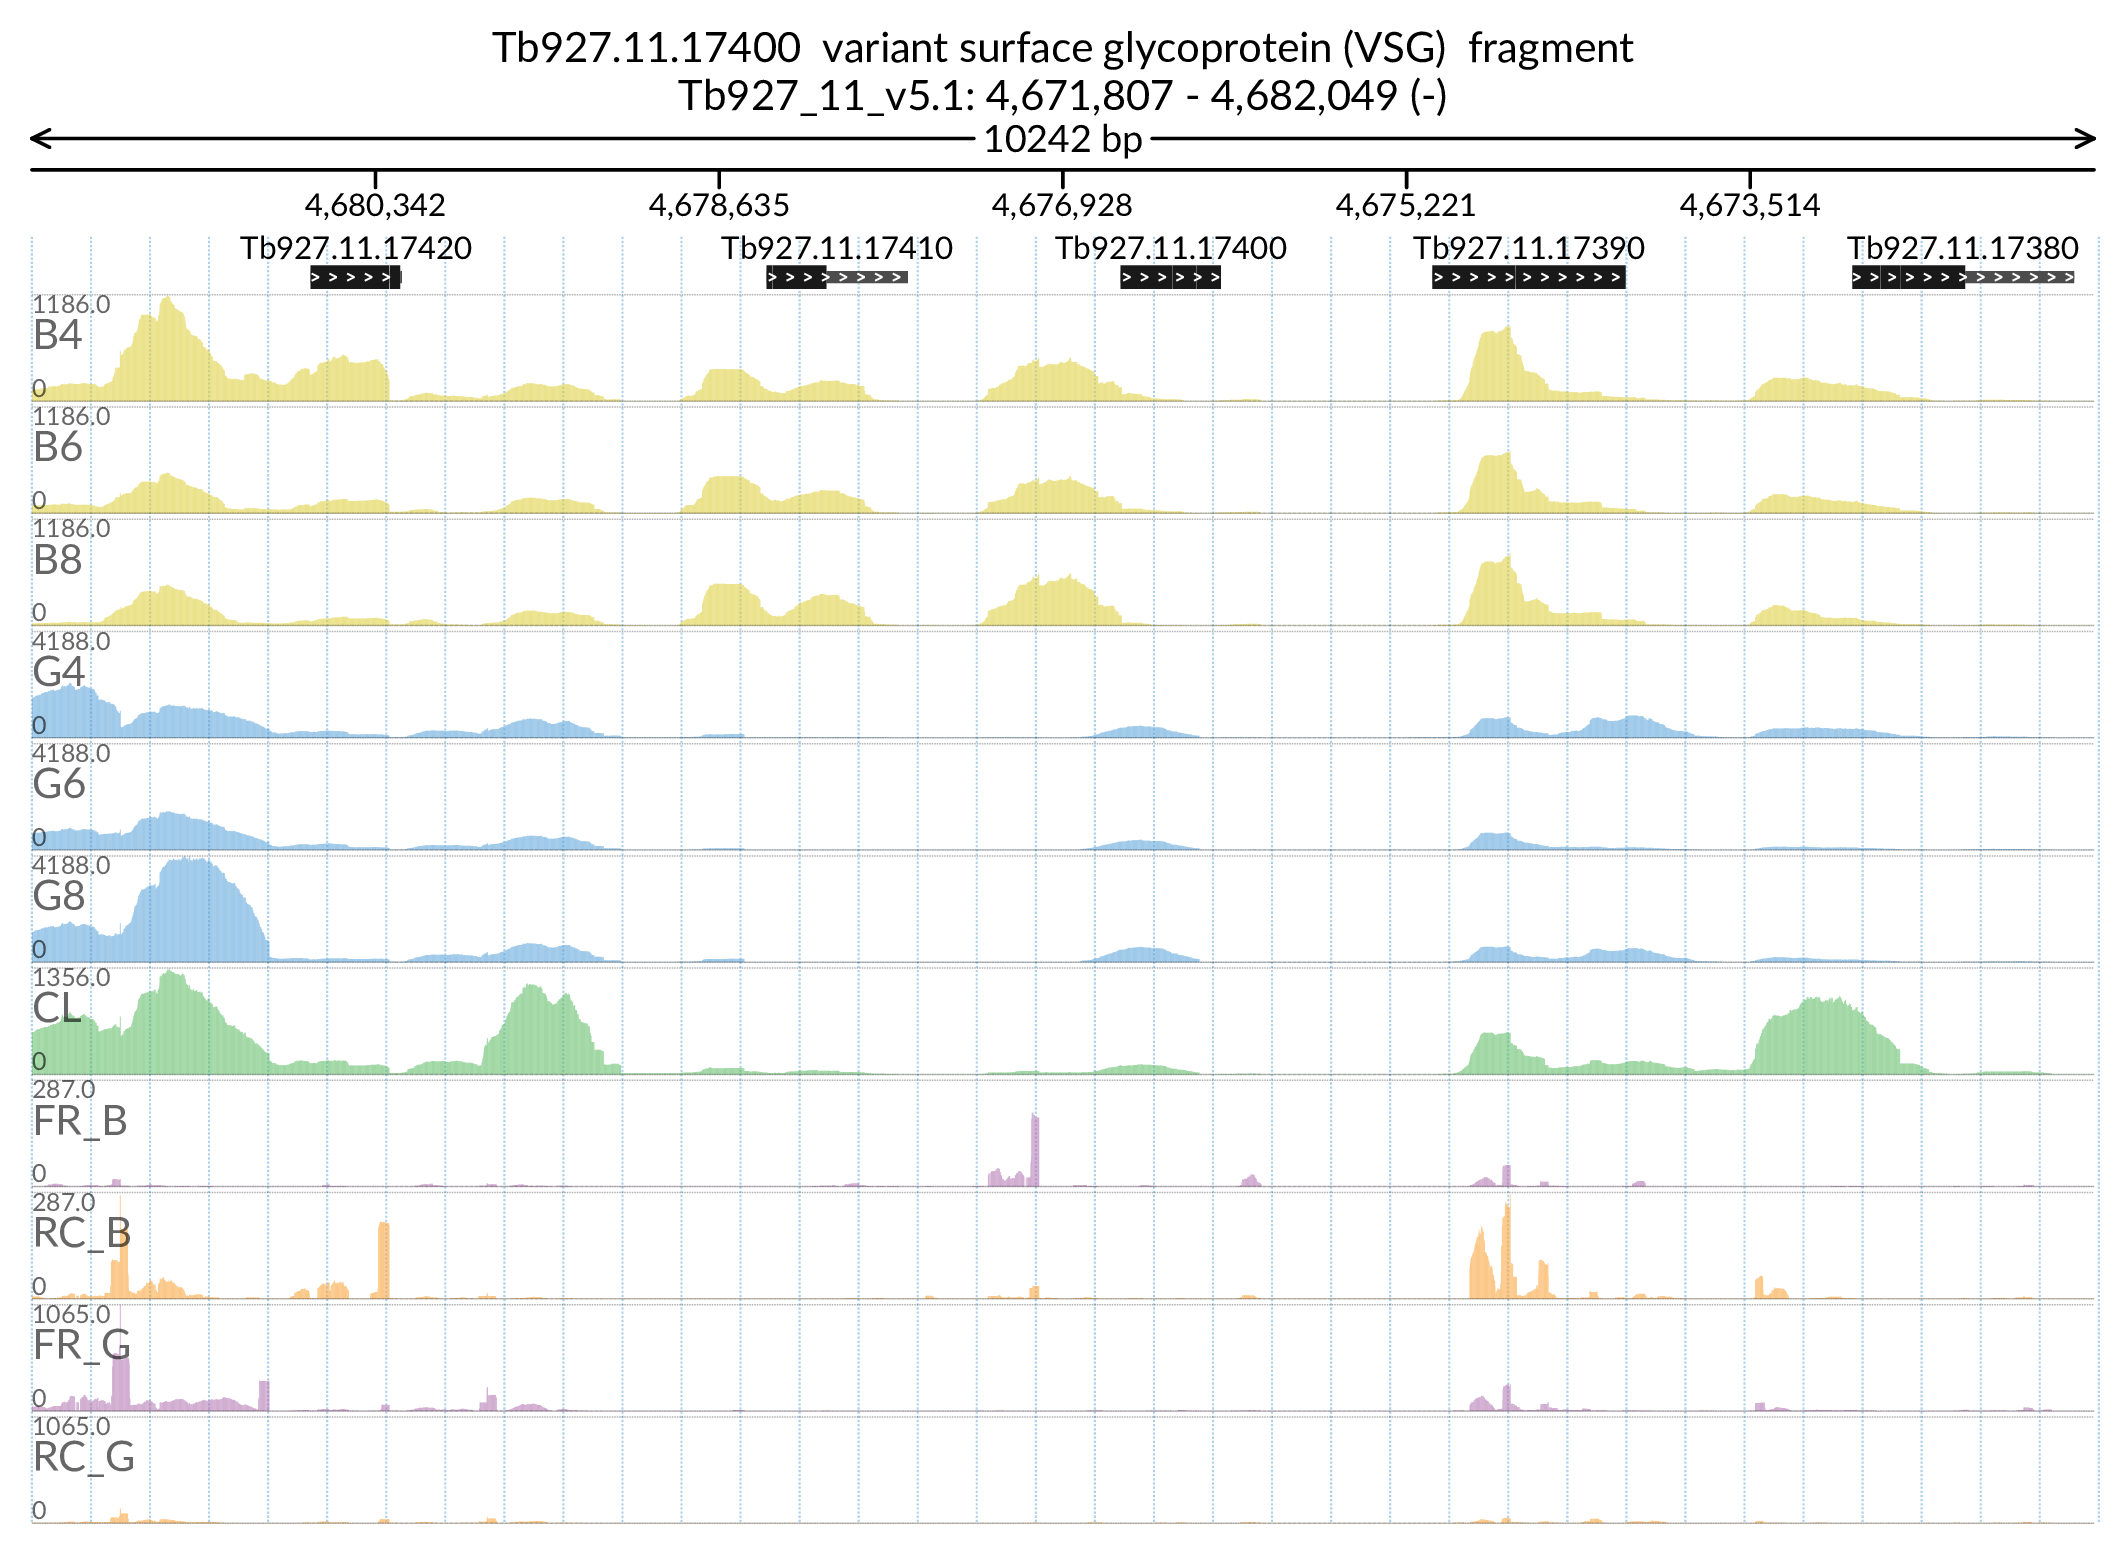 Tb927.11.17400  variant surface glycoprotein (VSG)  fragment
Tb927_11_v5.1: 4,671,807 - 4,682,049 (-)
10242 bp
4,680,342 4,678,635 4,676,928 4,675,221 4,673,514
Tb927.11.17420 Tb927.11.17410 Tb927.11.17400 Tb927.11.17390 Tb927.11.17380
1186.0
B4
0
1186.0
B6
0
1186.0
B8
0
4188.0
G4
0
4188.0
G6
0
4188.0
G8
0
1356.0
CL
0
287.0
FR_B
0
287.0
RC_B
0
1065.0
FR_G
0
1065.0
RC_G
0